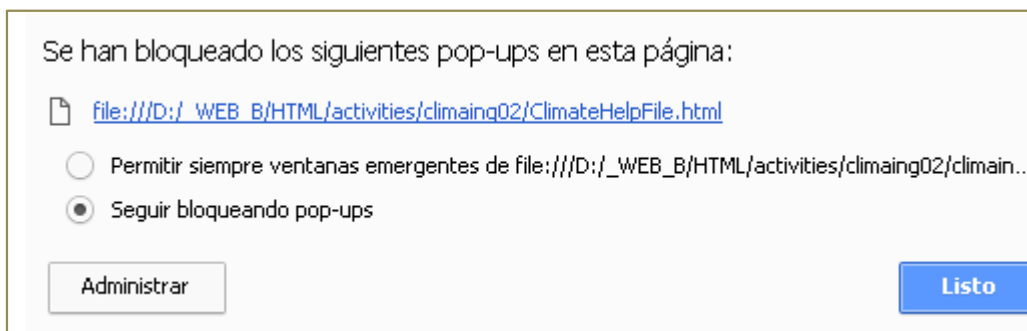 Se han bloqueado los siguientes pop-ups en esta página:
file:///D:/_WEB_B/HTML/activities/climaing02/ClimateHelpFile.html
Permitir siempre ventanas emergentes de file:///D:/_WEB_B/HTML/activities/climaing02/climain...
Seguir bloqueando pop-ups
Administrar Listo